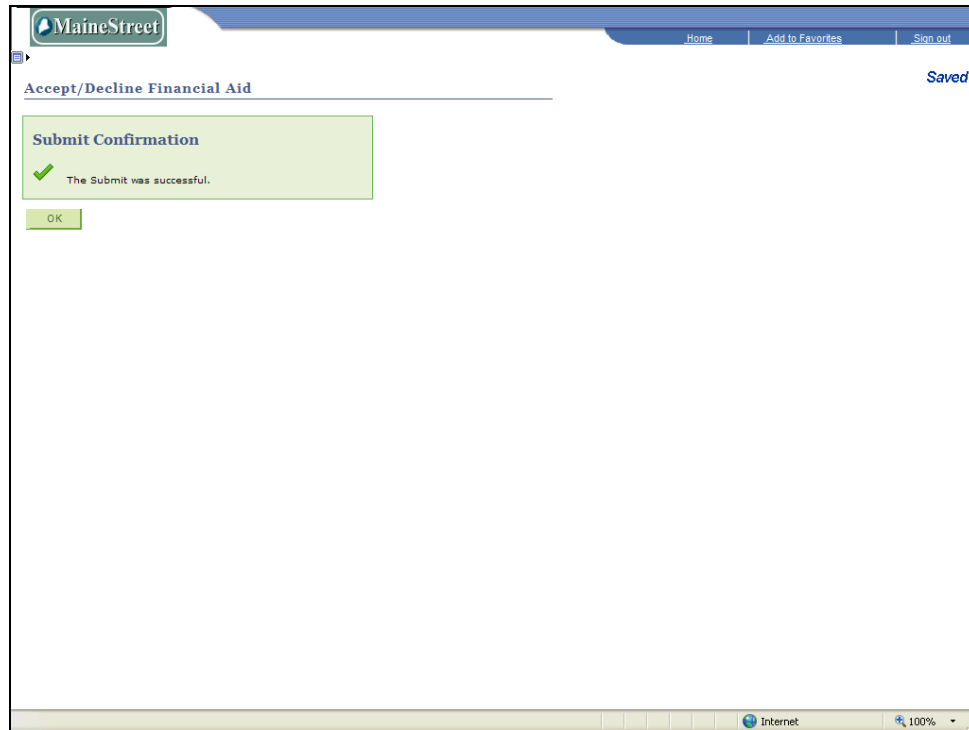 MaineStreet
Home Add to Favorites Sign out
Saved
Accept/Decline Financial Aid
Submit Confirmation
The Submit was successful.
OK
Internet 100%